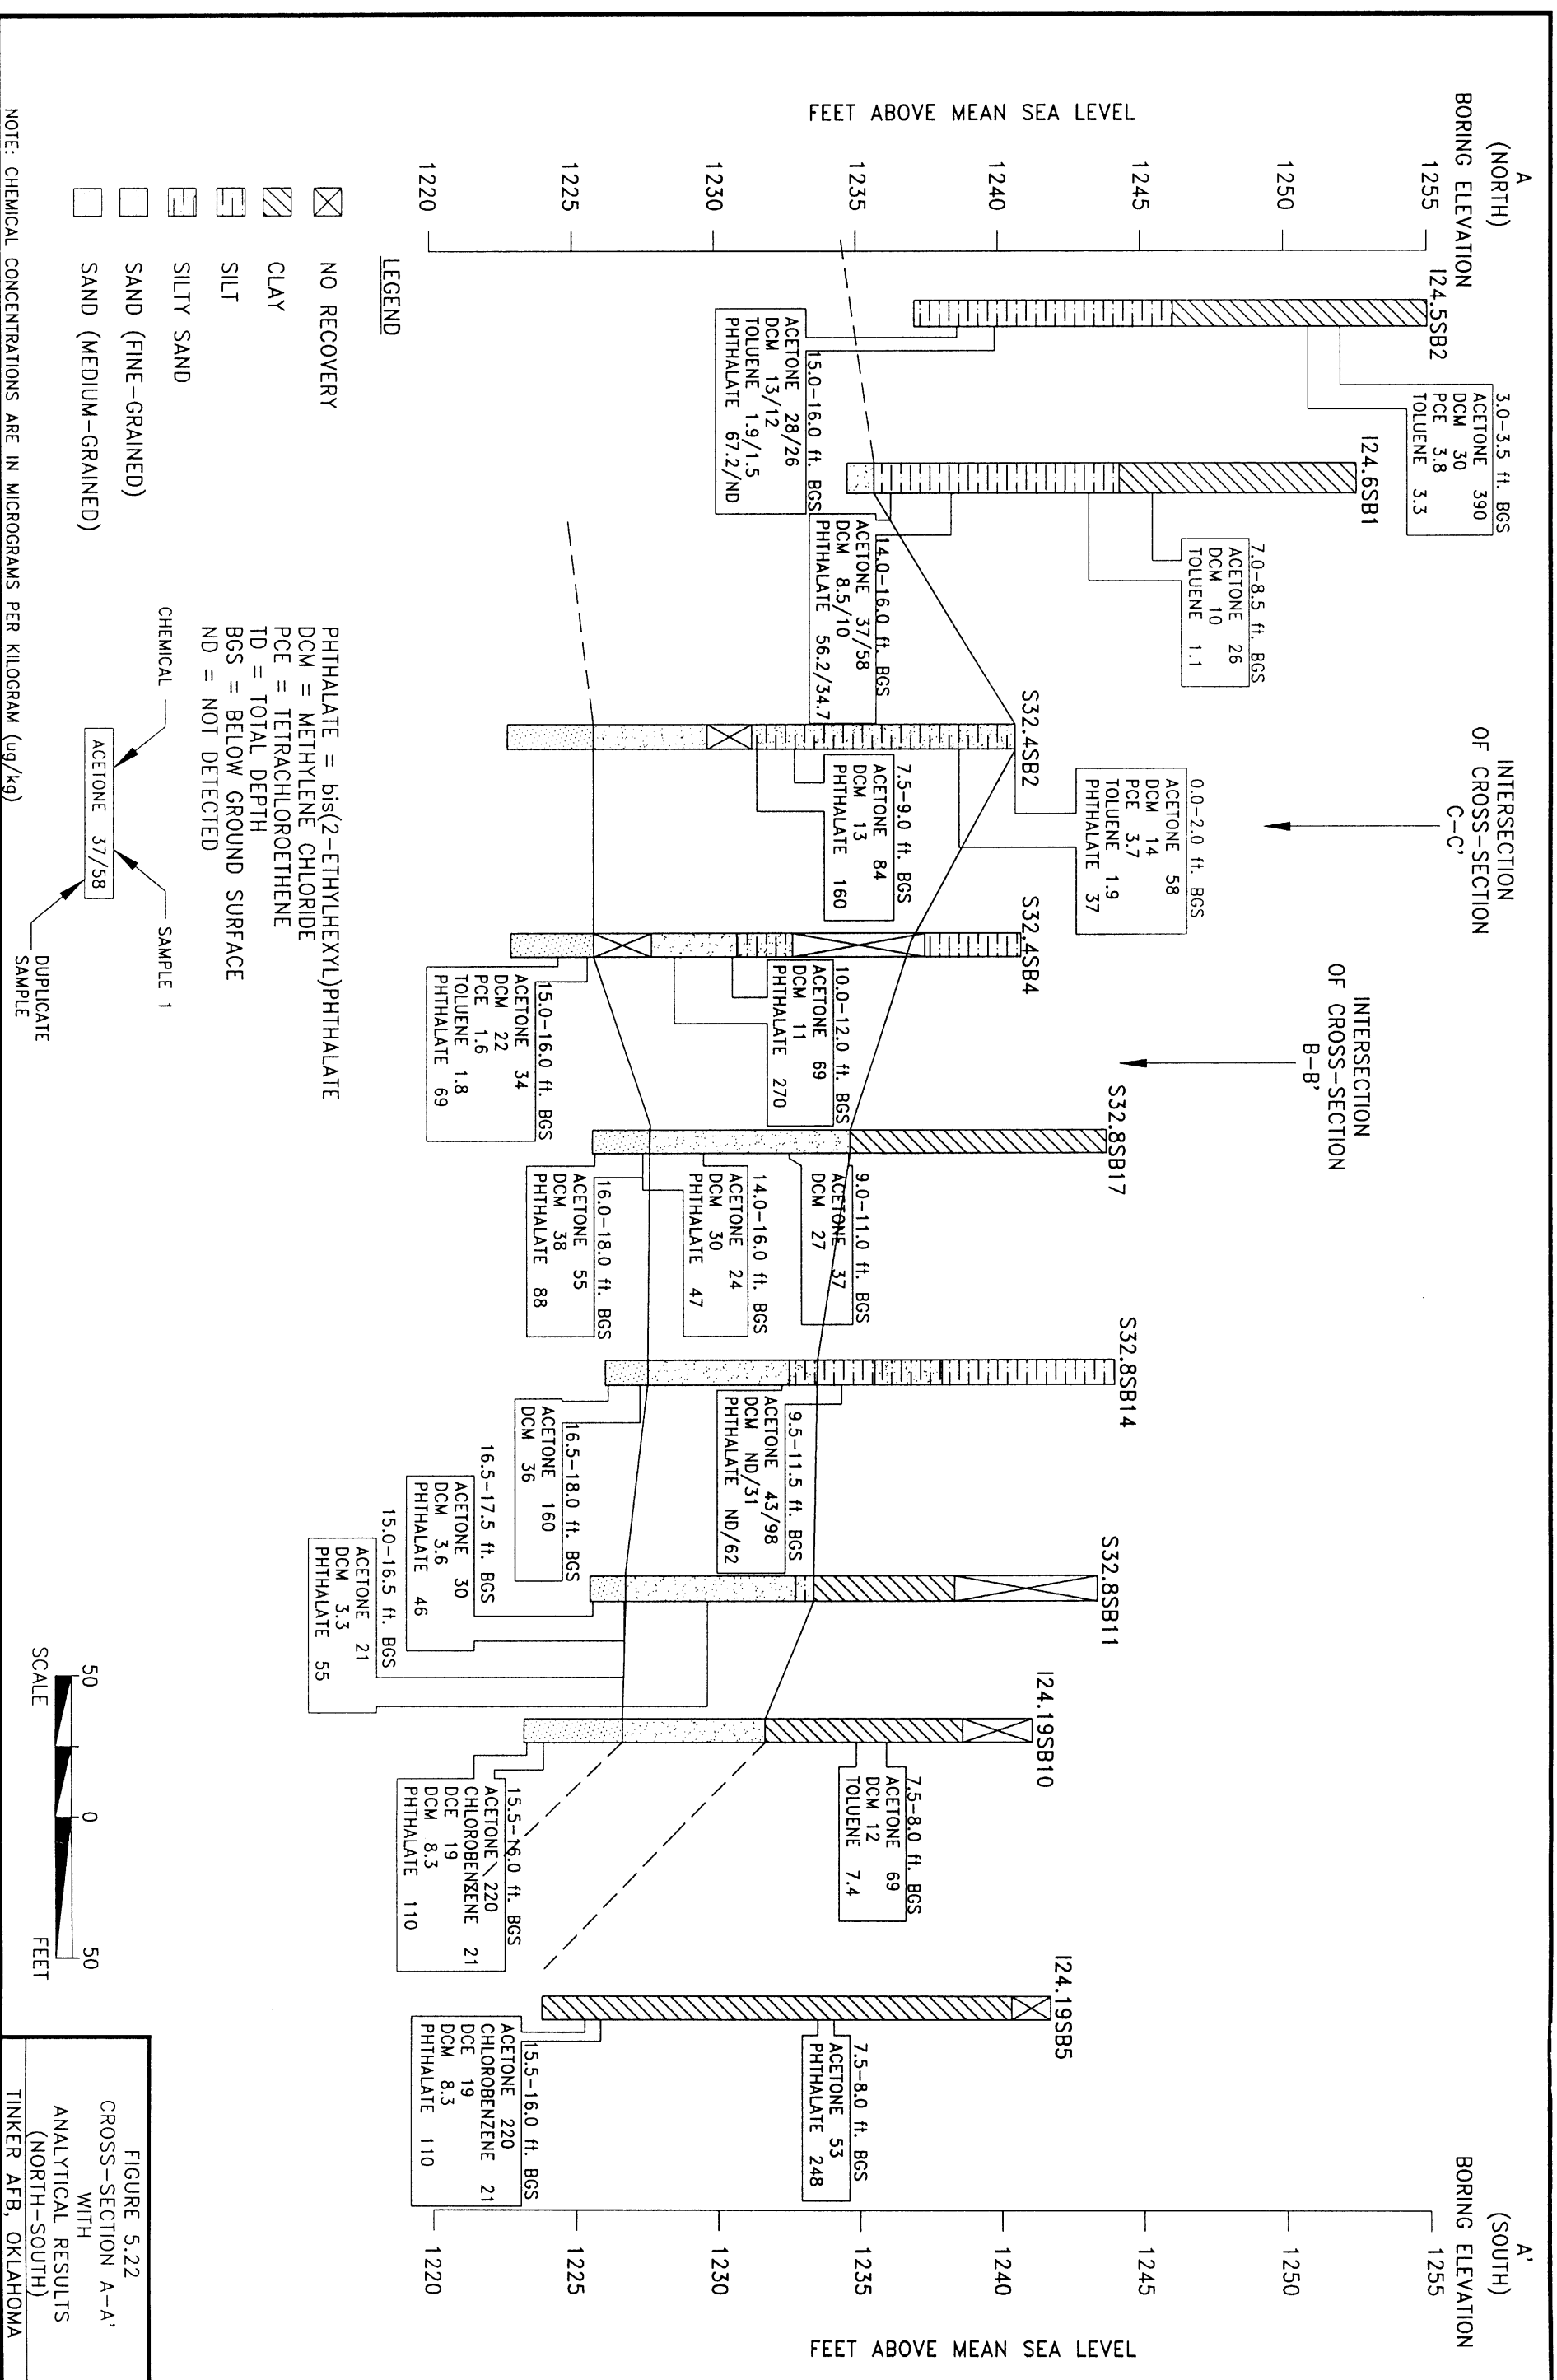 A
(NORTH)
BORING ELEVATION
A'
(SOUTH)
BORING ELEVATION
INTERSECTION
OF CROSS-SECTION
C-C'
INTERSECTION
OF CROSS-SECTION
B-B'
FEET ABOVE MEAN SEA LEVEL
1255
1250
1245
1240
1235
1230
1225
1220
I24.5SB2
3.0-3.5 ft. BGS
ACETONE 390
DCM 30
PCE 3.8
TOLUENE 3.3
15.0-16.0 ft. BGS
ACETONE 28/26
DCM 13/12
TOLUENE 1.9/1.5
PHTHALATE 67.2/ND
I24.6SB1
7.0-8.5 ft. BGS
ACETONE 26
DCM 10
TOLUENE 1.1
14.0-16.0 ft. BGS
ACETONE 37/58
DCM 8.5/10
PHTHALATE 56.2/34.7
S32.4SB2
0.0-2.0 ft. BGS
ACETONE 58
DCM 14
PCE 3.7
TOLUENE 1.9
PHTHALATE 37
7.5-9.0 ft. BGS
ACETONE 84
DCM 13
PHTHALATE 160
S32.4SB4
10.0-12.0 ft. BGS
ACETONE 69
DCM 11
PHTHALATE 270
15.0-16.0 ft. BGS
ACETONE 34
DCM 22
PCE 1.6
TOLUENE 1.8
PHTHALATE 69
S32.8SB17
9.0-11.0 ft. BGS
ACETONE 37
DCM 27
14.0-16.0 ft. BGS
ACETONE 24
DCM 30
PHTHALATE 47
16.0-18.0 ft. BGS
ACETONE 55
DCM 38
PHTHALATE 88
S32.8SB14
9.5-11.5 ft. BGS
ACETONE 43/98
DCM ND/31
PHTHALATE ND/62
16.5-18.0 ft. BGS
ACETONE 160
DCM 36
S32.8SB11
16.5-17.5 ft. BGS
ACETONE 30
DCM 3.6
PHTHALATE 46
15.0-16.5 ft. BGS
ACETONE 21
DCM 3.3
PHTHALATE 55
I24.19SB10
7.5-8.0 ft. BGS
ACETONE 69
DCM 12
TOLUENE 7.4
15.5-16.0 ft. BGS
ACETONE 220
CHLOROBENZENE 21
DCE 19
DCM 8.3
PHTHALATE 110
I24.19SB5
7.5-8.0 ft. BGS
ACETONE 53
PHTHALATE 248
15.5-16.0 ft. BGS
ACETONE 220
CHLOROBENZENE 21
DCE 19
DCM 8.3
PHTHALATE 110
1255
1250
1245
1240
1235
1230
1225
1220
FEET ABOVE MEAN SEA LEVEL
LEGEND
NO RECOVERY
CLAY
SILT
SILTY SAND
SAND (FINE-GRAINED)
SAND (MEDIUM-GRAINED)
PHTHALATE = bis(2-ETHYLHEXYL)PHTHALATE
DCM = METHYLENE CHLORIDE
PCE = TETRACHLOROETHENE
TD = TOTAL DEPTH
BGS = BELOW GROUND SURFACE
ND = NOT DETECTED
CHEMICAL
SAMPLE 1
ACETONE 37/58
DUPLICATE
SAMPLE
50 0 50
SCALE FEET
NOTE: CHEMICAL CONCENTRATIONS ARE IN MICROGRAMS PER KILOGRAM (ug/kg)
FIGURE 5.22
CROSS-SECTION A-A'
WITH
ANALYTICAL RESULTS
(NORTH-SOUTH)
TINKER AFB, OKLAHOMA